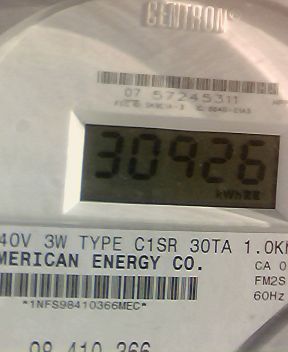 CENTRON®
07 57245311
30926
kWh
40V 3W TYPE C1SR 30TA 1.0K
MERICAN ENERGY CO.
CA 0
FM2S
60Hz
*1NFS98410366MEC*
98 410 366